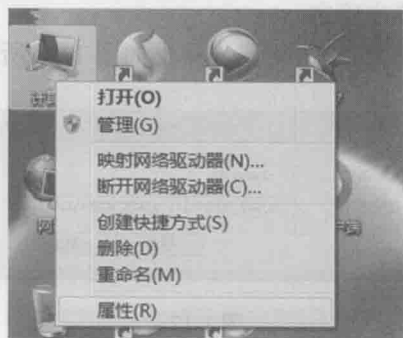 打开(O)
管理(G)
映射网络驱动器(N)...
断开网络驱动器(C)...
创建快捷方式(S)
删除(D)
重命名(M)
属性(R)